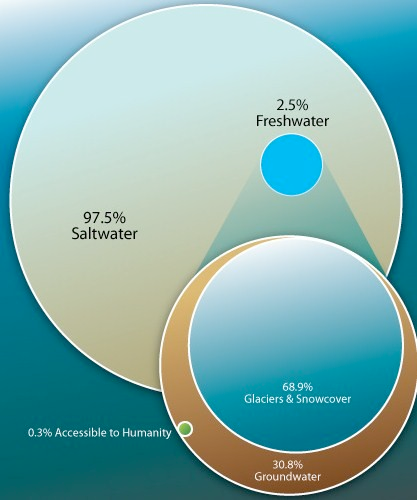 2.5%
Freshwater
97.5%
Saltwater
68.9%
Glaciers & Snowcover
0.3% Accessible to Humanity
30.8%
Groundwater